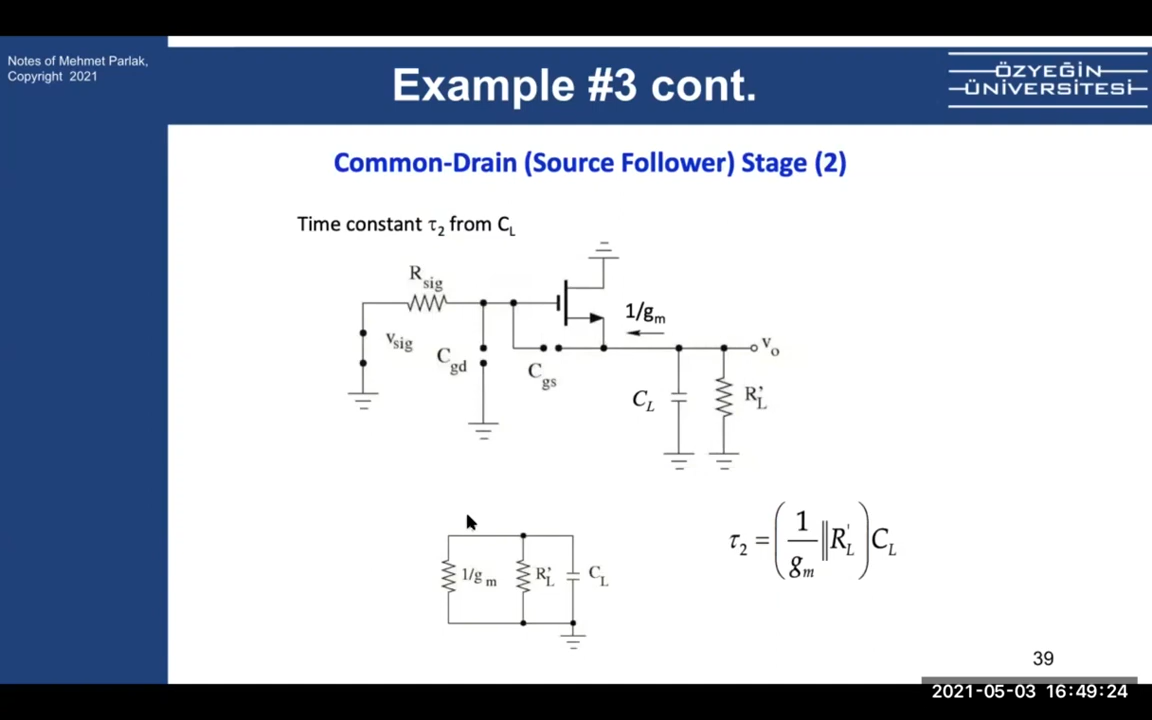 Notes of Mehmet Parlak,
Copyright 2021
Example #3 cont.
ÖZYEĞİN
ÜNİVERSİTESİ
Common-Drain (Source Follower) Stage (2)
Time constant τ₂ from C_L
R_sig
1/g_m
v_sig
C_gd
C_gs
v_o
C_L
R'_L
1/g_m
R'_L
C_L
τ₂ = (1/g_m ‖ R'_L) C_L
39
2021-05-03 16:49:24